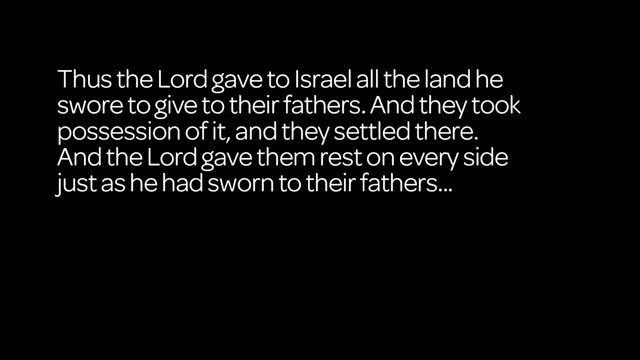 Thus the Lord gave to Israel all the land he
swore to give to their fathers. And they took
possession of it, and they settled there.
And the Lord gave them rest on every side
just as he had sworn to their fathers...